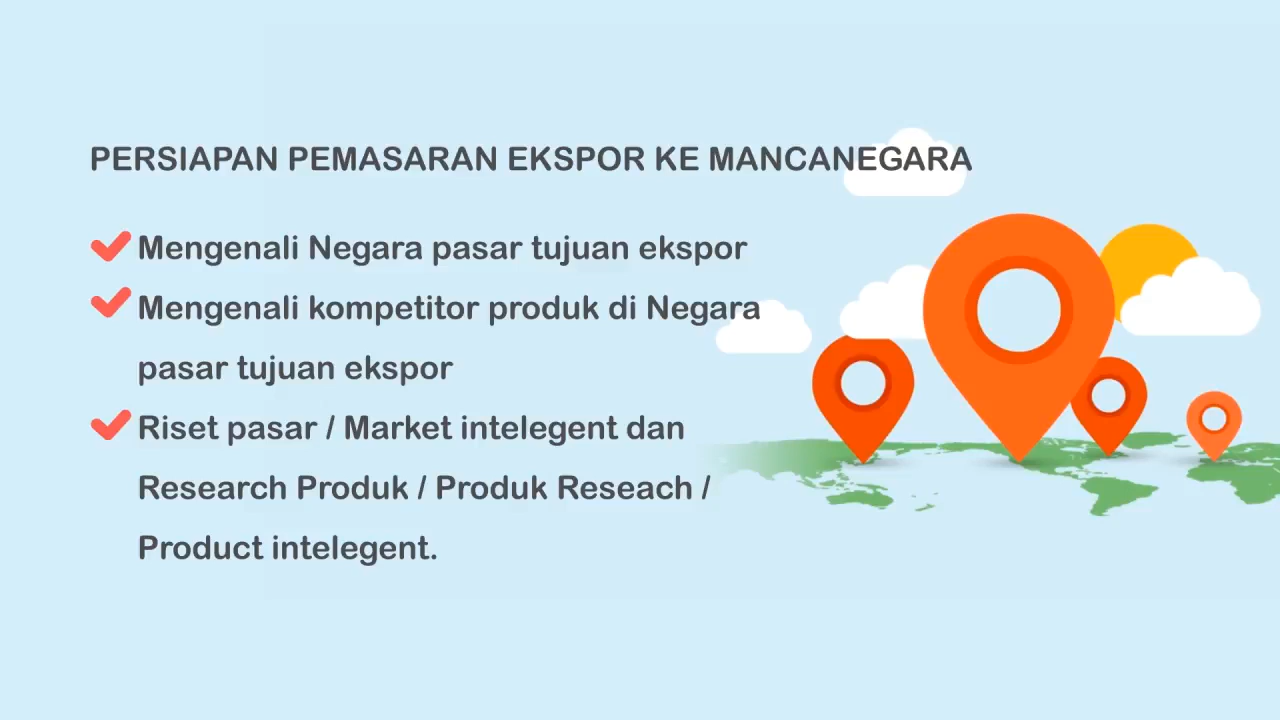 PERSIAPAN PEMASARAN EKSPOR KE MANCANEGARA
Mengenali Negara pasar tujuan ekspor
Mengenali kompetitor produk di Negara
pasar tujuan ekspor
Riset pasar / Market intelegent dan
Research Produk / Produk Reseach /
Product intelegent.